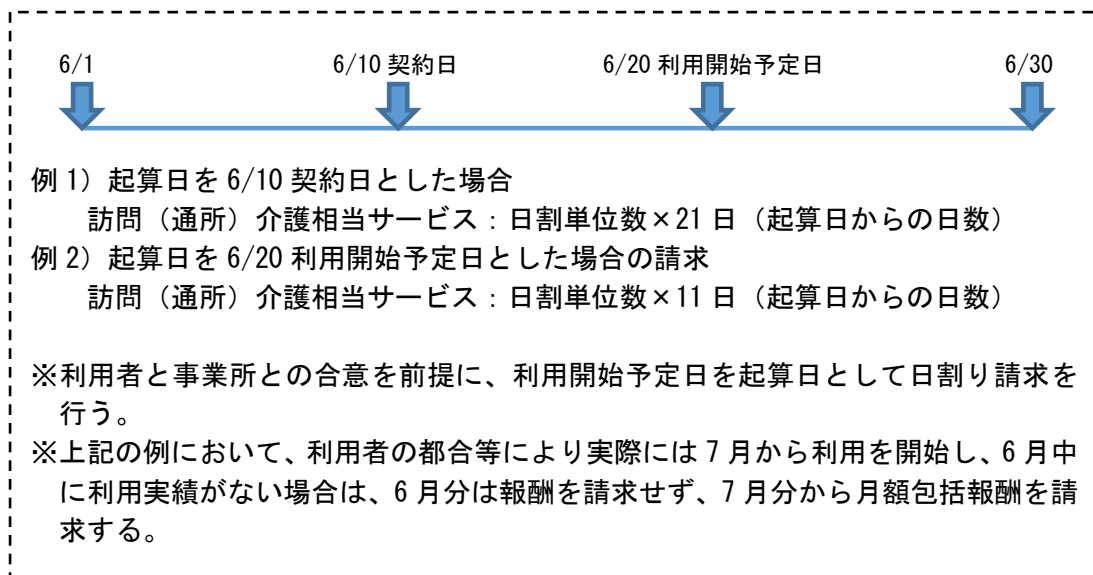 6/1 6/10 契約日 6/20 利用開始予定日 6/30
例 1）起算日を 6/10 契約日とした場合
訪問（通所）介護相当サービス：日割単位数×21 日（起算日からの日数）
例 2）起算日を 6/20 利用開始予定日とした場合の請求
訪問（通所）介護相当サービス：日割単位数×11 日（起算日からの日数）
※利用者と事業所との合意を前提に、利用開始予定日を起算日として日割り請求を
行う。
※上記の例において、利用者の都合等により実際には 7 月から利用を開始し、6 月中
に利用実績がない場合は、6 月分は報酬を請求せず、7 月分から月額包括報酬を請
求する。